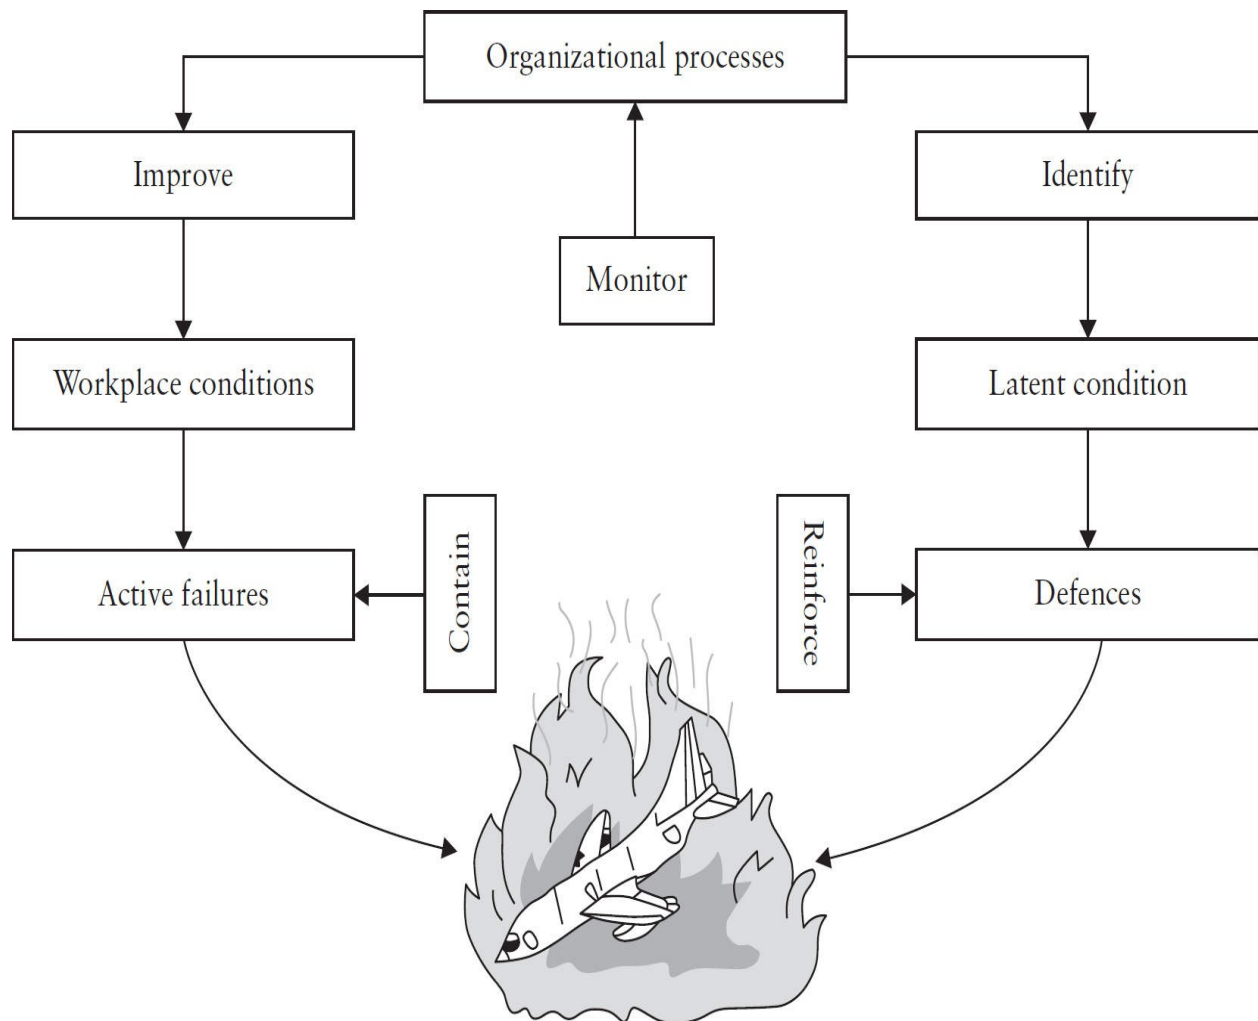 Organizational processes
Improve
Identify
Monitor
Workplace conditions
Latent condition
Contain
Reinforce
Active failures
Defences